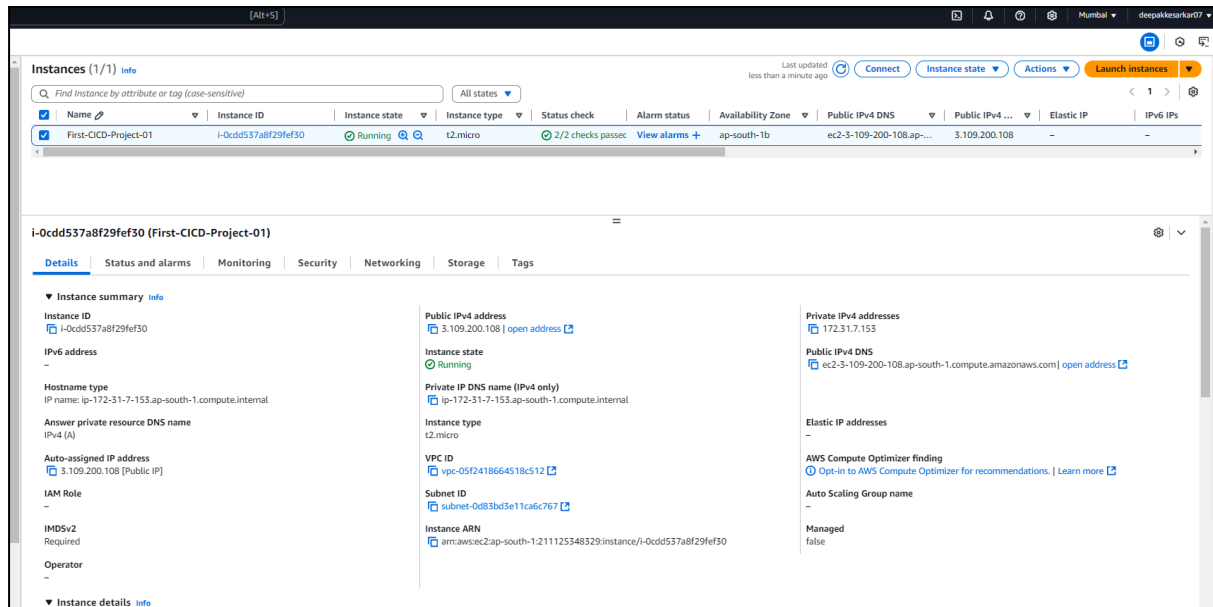 [Alt+S] Mumbai deepakkesarkar07
Instances (1/1) Info Last updated less than a minute ago Connect Instance state Actions Launch instances
Find Instance by attribute or tag (case-sensitive) All states 1
Name Instance ID Instance state Instance type Status check Alarm status Availability Zone Public IPv4 DNS Public IPv4 ... Elastic IP IPv6 IPs
First-CICD-Project-01 i-0cdd537a8f29fef30 Running t2.micro 2/2 checks passec View alarms + ap-south-1b ec2-3-109-200-108.ap-... 3.109.200.108 – –
i-0cdd537a8f29fef30 (First-CICD-Project-01)
Details Status and alarms Monitoring Security Networking Storage Tags
Instance summary Info
Instance ID Public IPv4 address Private IPv4 addresses
i-0cdd537a8f29fef30 3.109.200.108 | open address 172.31.7.153
IPv6 address Instance state Public IPv4 DNS
– Running ec2-3-109-200-108.ap-south-1.compute.amazonaws.com | open address
Hostname type Private IP DNS name (IPv4 only)
IP name: ip-172-31-7-153.ap-south-1.compute.internal ip-172-31-7-153.ap-south-1.compute.internal
Answer private resource DNS name Instance type Elastic IP addresses
IPv4 (A) t2.micro –
Auto-assigned IP address VPC ID AWS Compute Optimizer finding
3.109.200.108 [Public IP] vpc-05f2418664518c512 Opt-in to AWS Compute Optimizer for recommendations. | Learn more
IAM Role Subnet ID Auto Scaling Group name
– subnet-0d83bd3e11ca6c767 –
IMDSv2 Instance ARN Managed
Required arn:aws:ec2:ap-south-1:211125348329:instance/i-0cdd537a8f29fef30 false
Operator
–
Instance details Info